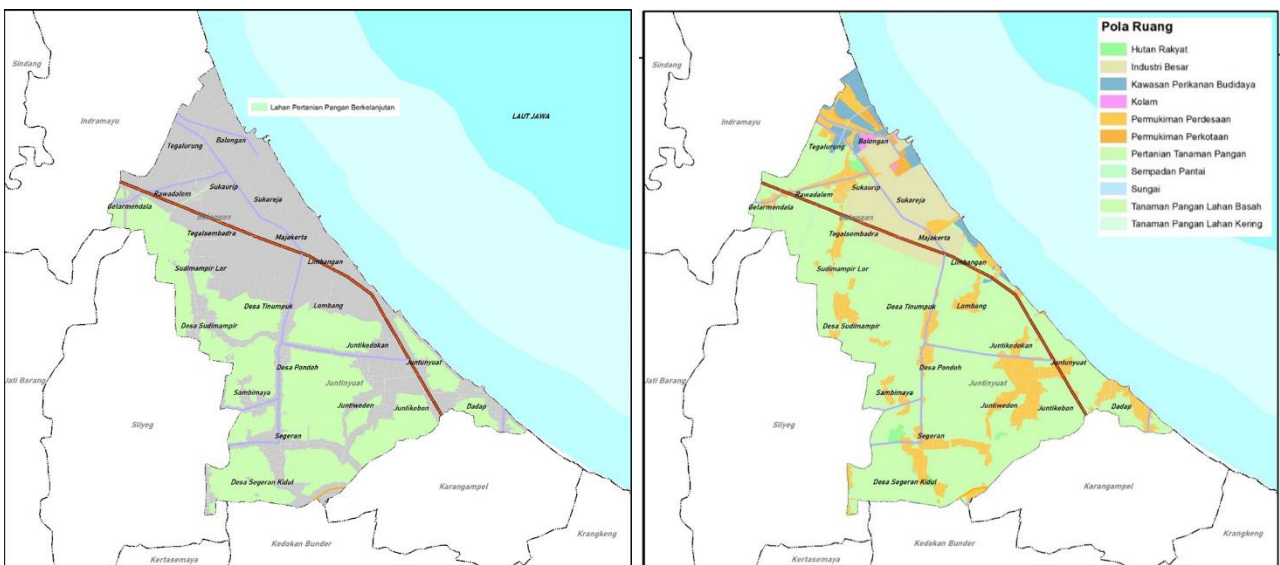 Sindang
Lahan Pertanian Pangan Berkelanjutan
LAUT JAWA
Indramayu
Balongan
Tegalurung
Sukaurip
Rawadalem
Sukareja
Gelarmendala
Balongan
Tegalsembadra
Majakerta
Limbangan
Sudimampir Lor
Desa Tinumpuk
Lombang
Desa Sudimampir
Juntikedokan
Juntunyuat
Desa Pondoh
Jati Barang
Juntinyuat
Sambimaya
Juntiweden
Juntikebon
Dadap
Sliyeg
Segeran
Desa Segeran Kidul
Karangampel
Krangkeng
Kedokan Bunder
Kertasemaya
Pola Ruang
Hutan Rakyat
Industri Besar
Kawasan Perikanan Budidaya
Kolam
Permukiman Perdesaan
Permukiman Perkotaan
Pertanian Tanaman Pangan
Sempadan Pantai
Sungai
Tanaman Pangan Lahan Basah
Tanaman Pangan Lahan Kering
Sindang
Indramayu
Balongan
Tegalurung
Sukaurip
Rawadalem
Sukareja
Gelarmendala
Balongan
Tegalsembadra
Majakerta
Limbangan
Sudimampir Lor
Desa Tinumpuk
Lombang
Desa Sudimampir
Juntikedokan
Juntunyuat
Desa Pondoh
Jati Barang
Juntinyuat
Sambimaya
Juntiweden
Juntikebon
Dadap
Sliyeg
Segeran
Desa Segeran Kidul
Karangampel
Krangkeng
Kedokan Bunder
Kertasemaya